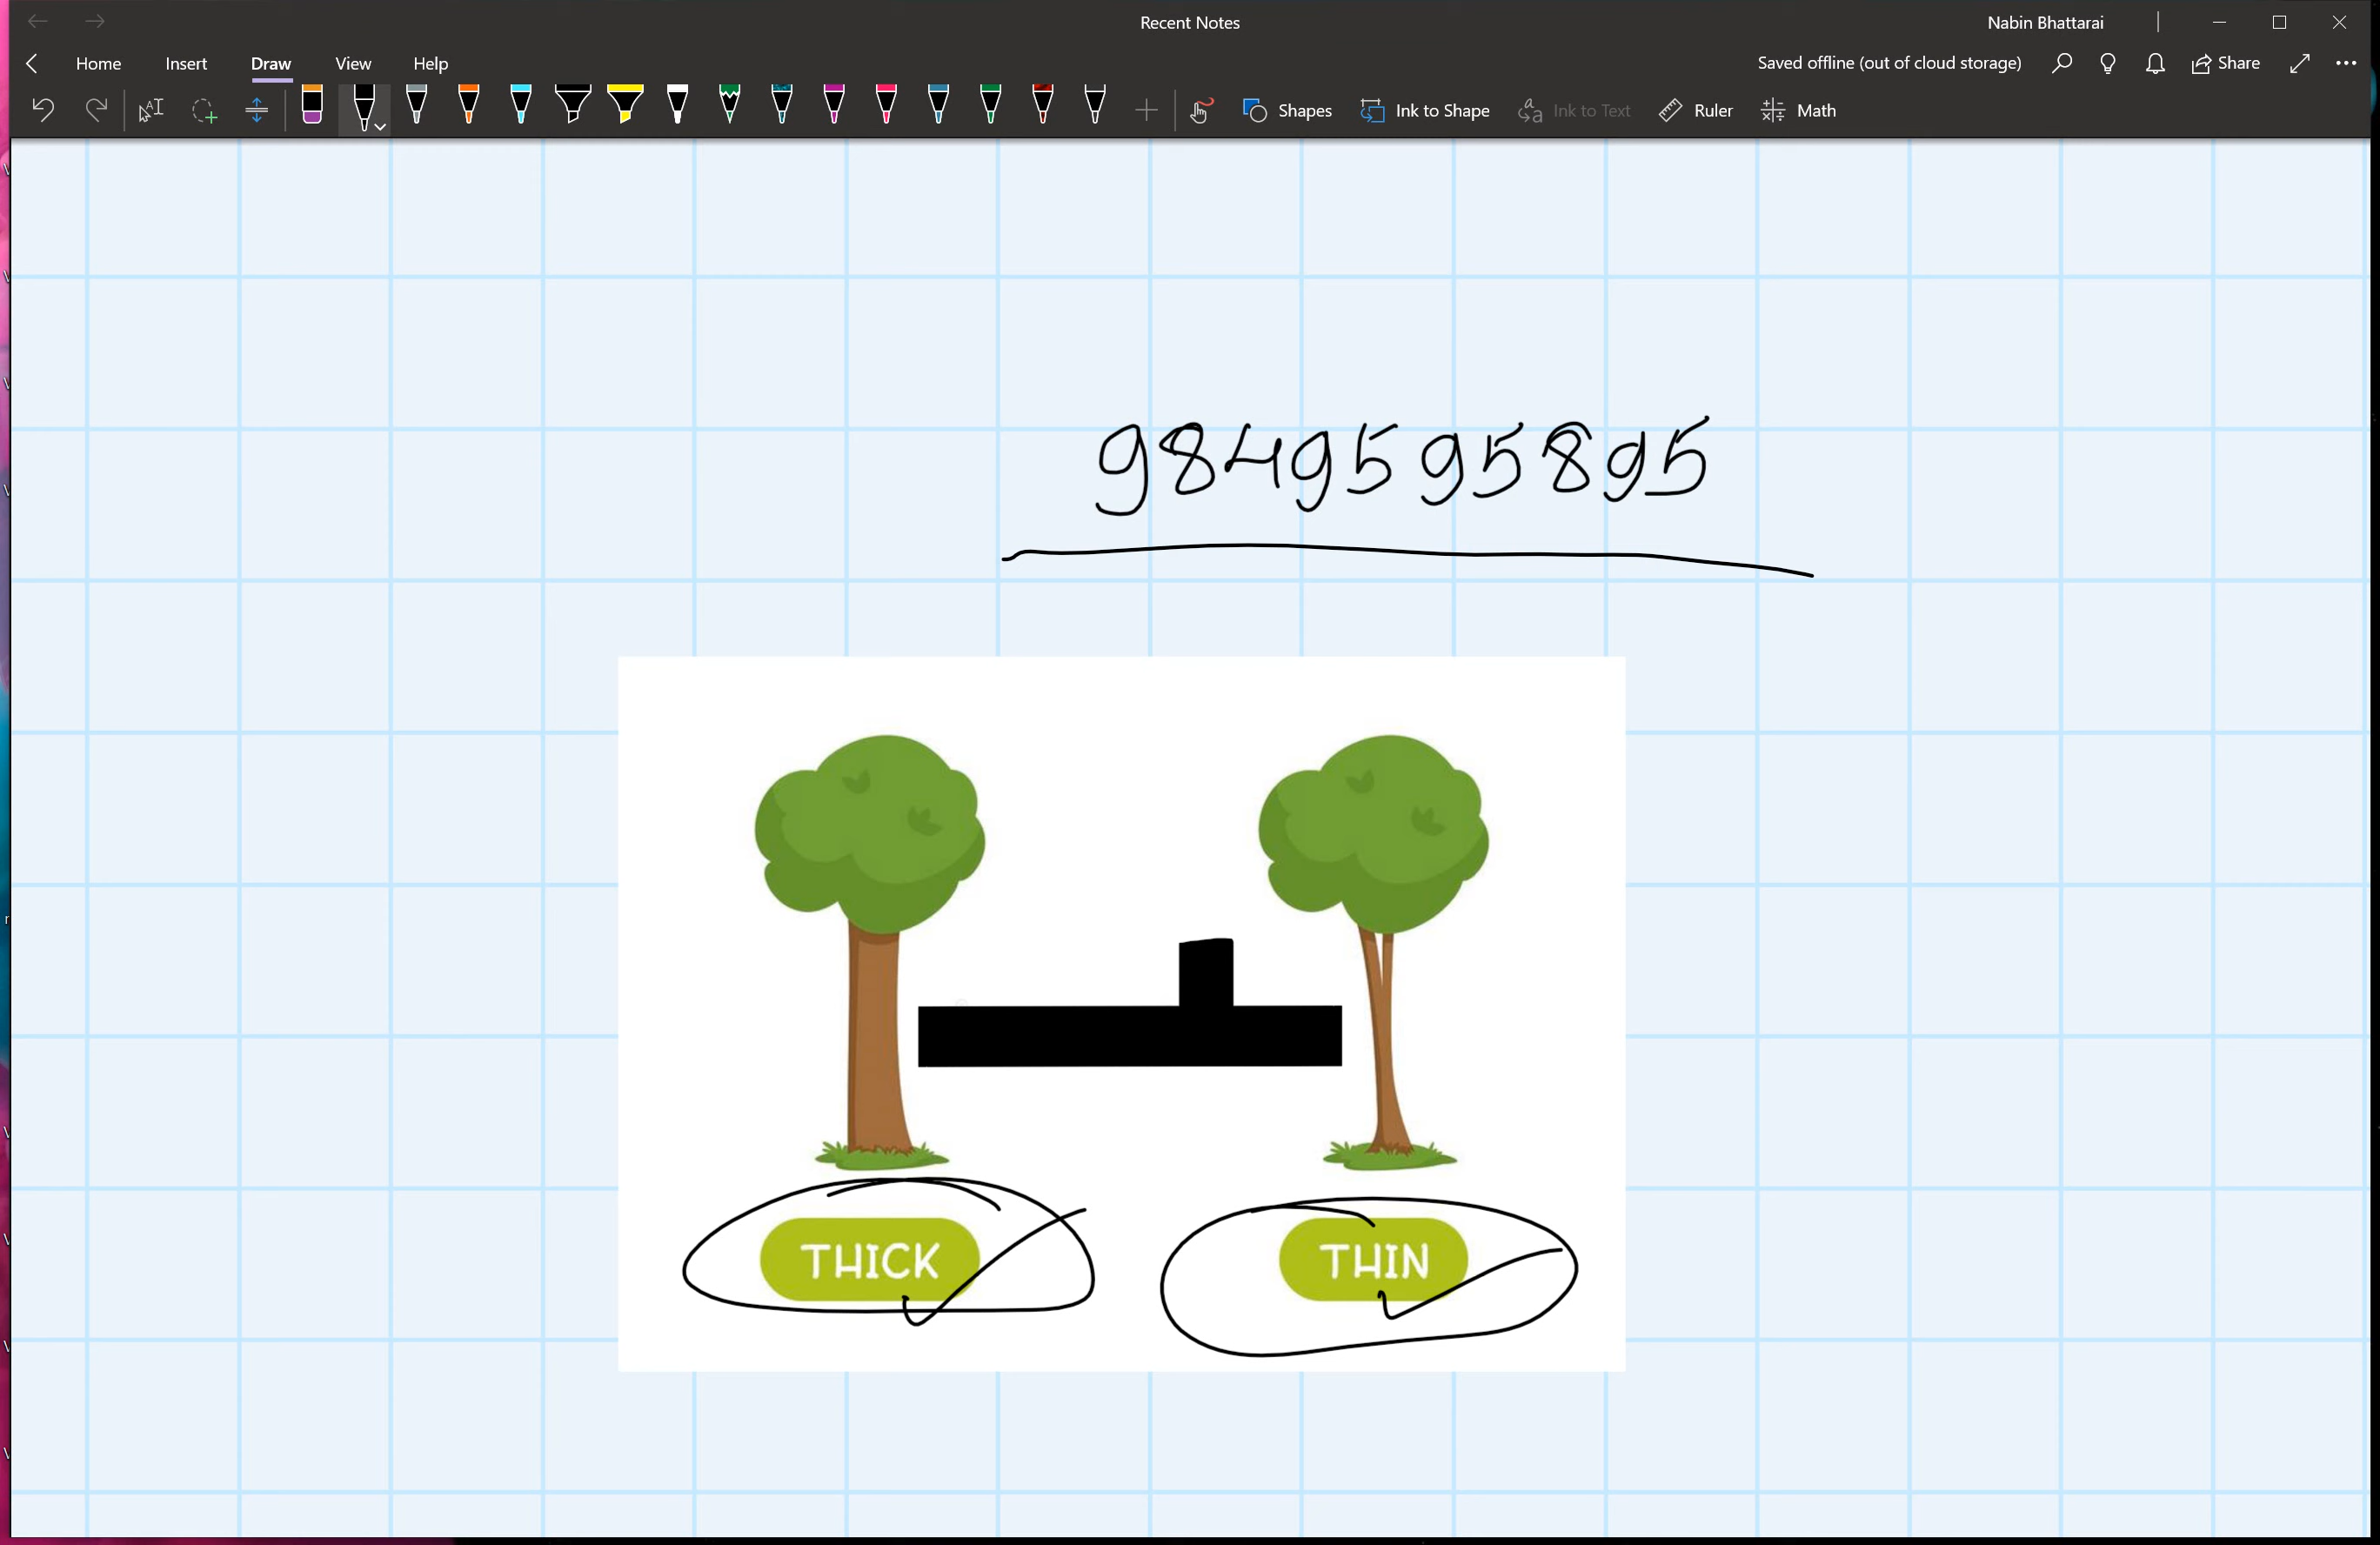 Recent Notes
Nabin Bhattarai
Home Insert Draw View Help
Saved offline (out of cloud storage)
Share
Shapes Ink to Shape Ink to Text Ruler Math
9849595895
THICK THIN